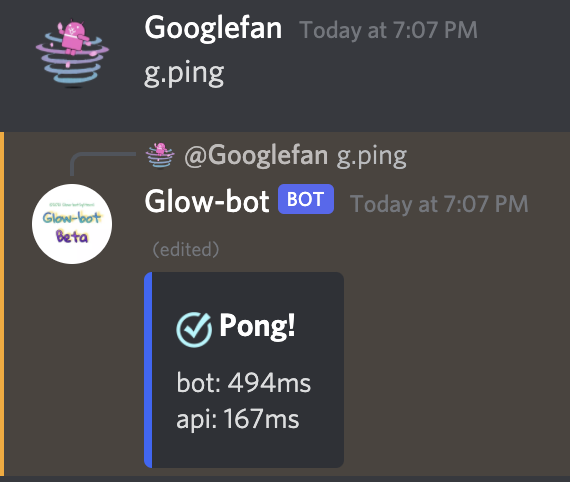 Googlefan Today at 7:07 PM
g.ping
@Googlefan g.ping
Glow-bot BOT Today at 7:07 PM
Glow-bot
Beta
(edited)
Pong!
bot: 494ms
api: 167ms